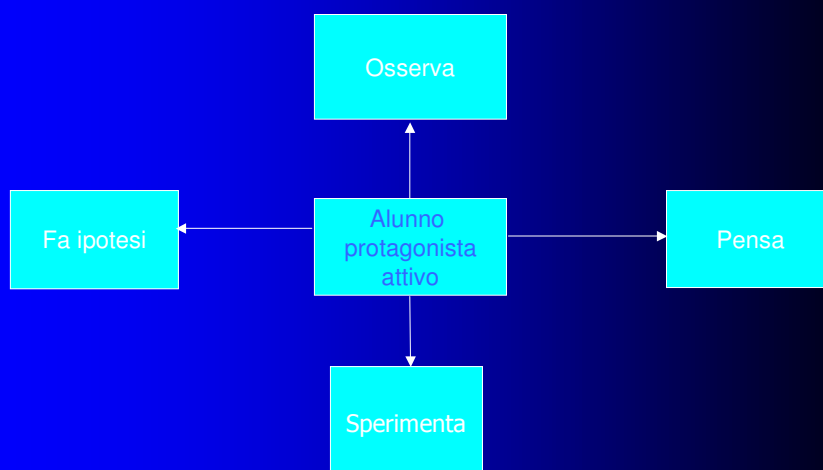 Osserva
Fa ipotesi
Alunno
protagonista
attivo
Pensa
Sperimenta